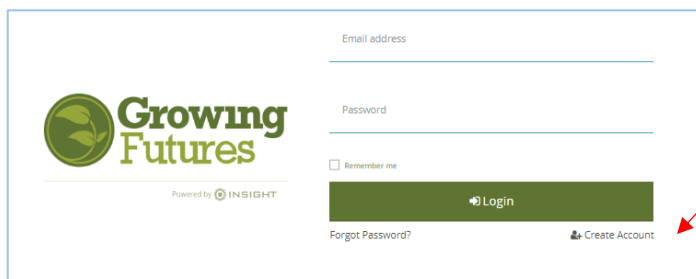 Email address
Growing
Futures
Powered by INSIGHT
Password
Remember me
Login
Forgot Password?
Create Account